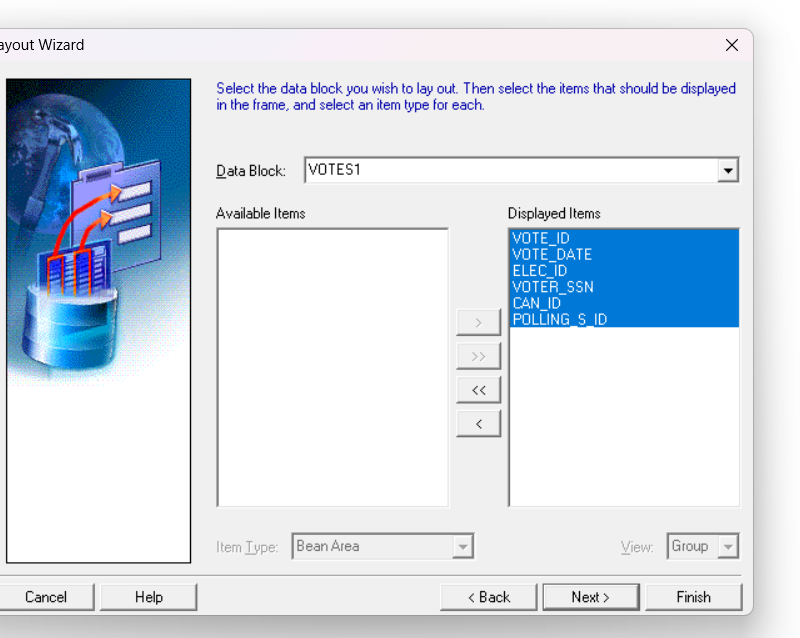 ayout Wizard
Select the data block you wish to lay out. Then select the items that should be displayed
in the frame, and select an item type for each.
Data Block: VOTES1
Available Items
Displayed Items
VOTE_ID
VOTE_DATE
ELEC_ID
VOTER_SSN
CAN_ID
POLLING_S_ID
>
>>
<<
<
Item Type: Bean Area View: Group
Cancel Help < Back Next > Finish